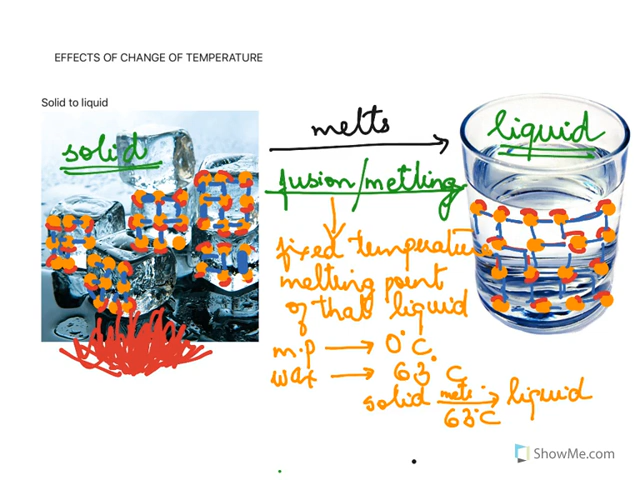 EFFECTS OF CHANGE OF TEMPERATURE
Solid to liquid
solid
melts
liquid
fusion/metling
fixed temperature
melting point
of that liquid
m.p → 0°C
wax → 63°C
solid melts → liquid
63°C
ShowMe.com